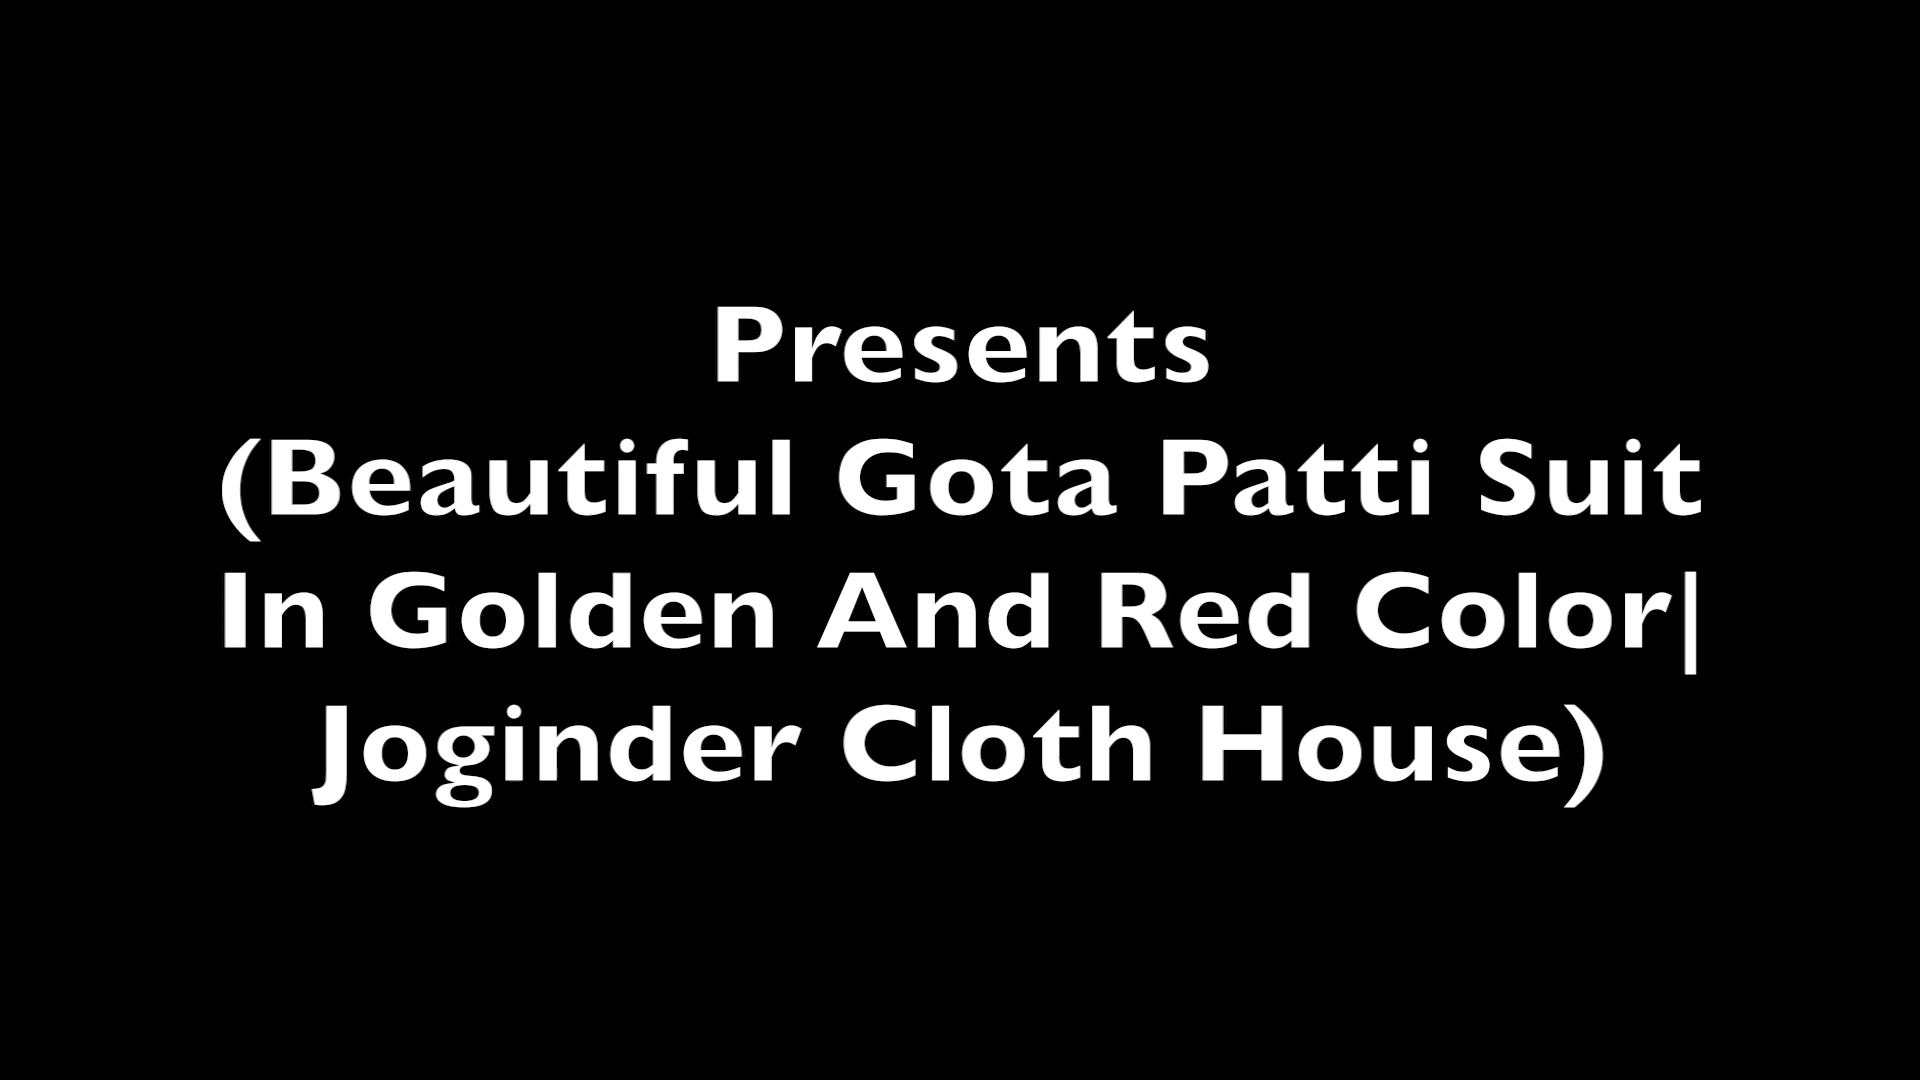 Presents
(Beautiful Gota Patti Suit
In Golden And Red Color|
Joginder Cloth House)